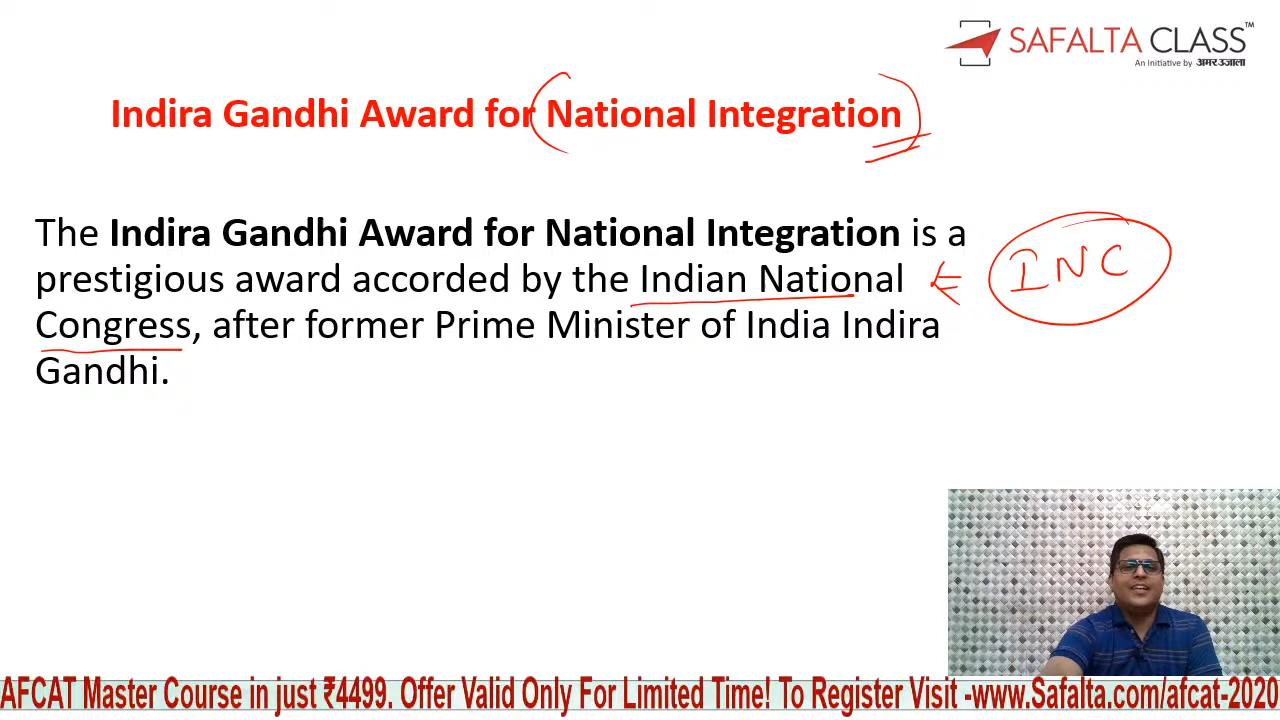 SAFALTA CLASS™
An Initiative by अमर उजाला
Indira Gandhi Award for National Integration
The Indira Gandhi Award for National Integration is a
prestigious award accorded by the Indian National
Congress, after former Prime Minister of India Indira
Gandhi.
INC
AFCAT Master Course in just ₹4499. Offer Valid Only For Limited Time! To Register Visit -www.Safalta.com/afcat-2020